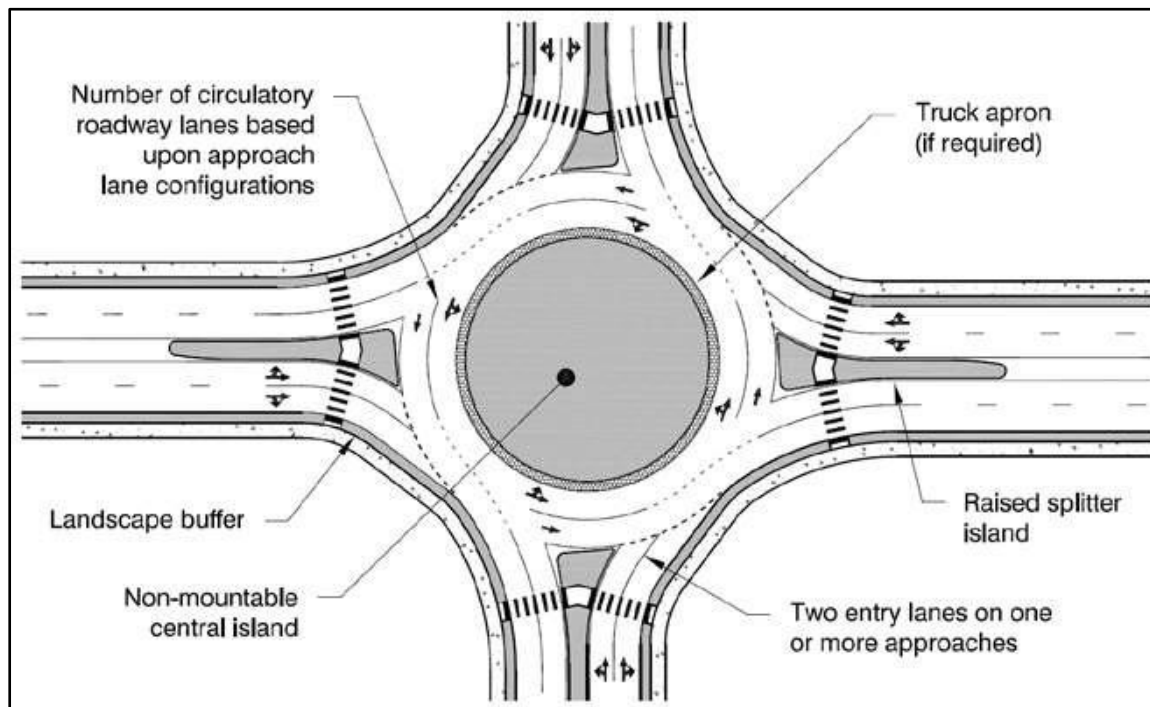 Number of circulatory
roadway lanes based
upon approach
lane configurations
Truck apron
(if required)
Landscape buffer
Raised splitter
island
Non-mountable
central island
Two entry lanes on one
or more approaches